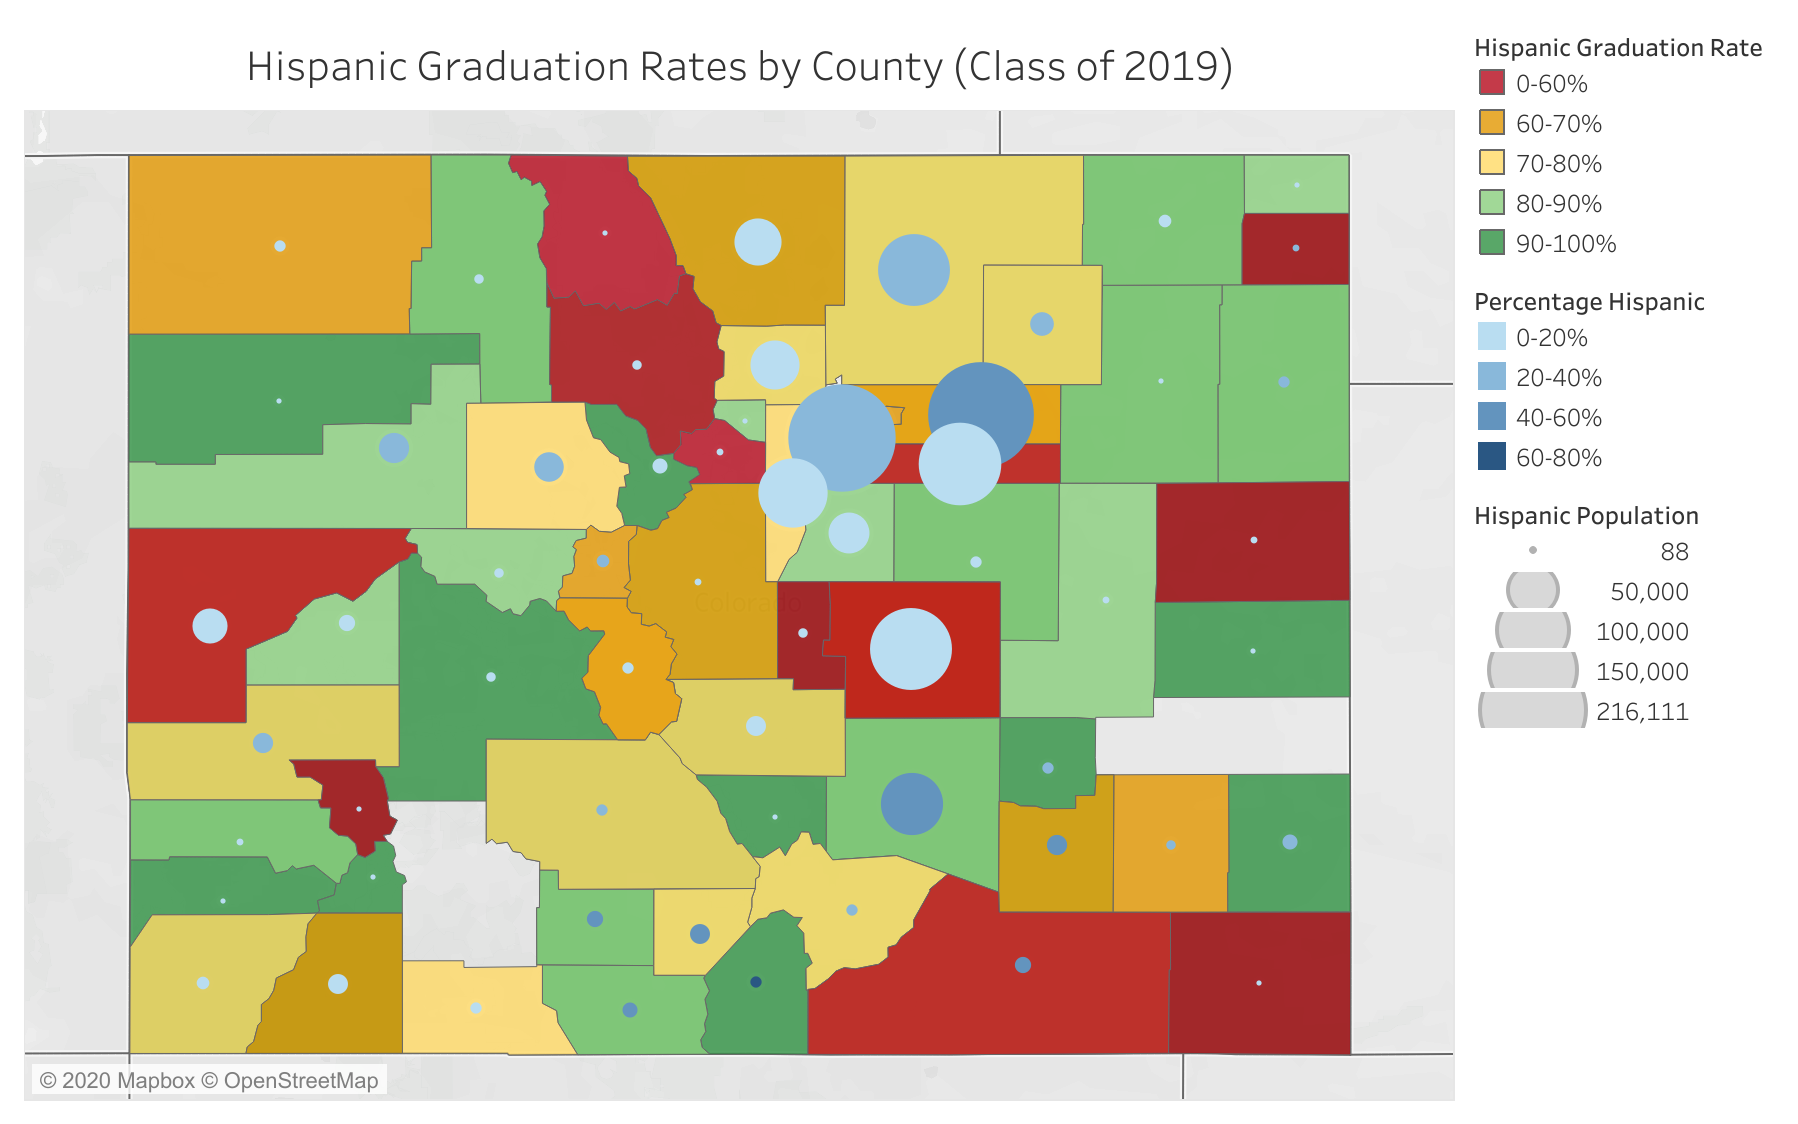 Hispanic Graduation Rates by County (Class of 2019)
Hispanic Graduation Rate
0-60%
60-70%
70-80%
80-90%
90-100%
Percentage Hispanic
0-20%
20-40%
40-60%
60-80%
Hispanic Population
88
50,000
100,000
150,000
216,111
Colorado
© 2020 Mapbox © OpenStreetMap